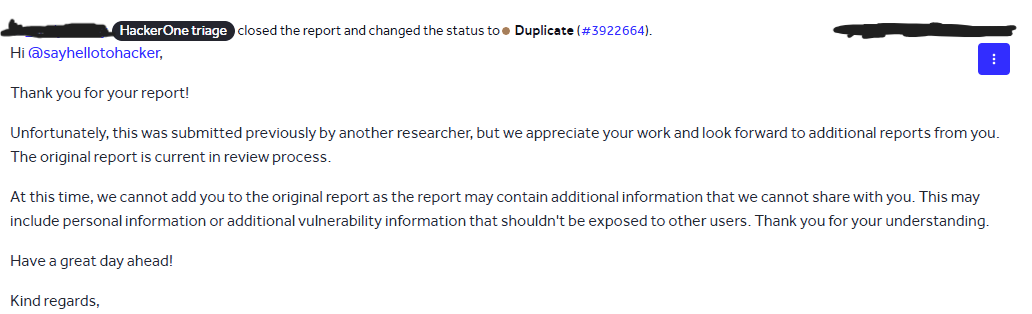 HackerOne triage closed the report and changed the status to Duplicate (#3922664).
Hi @sayhellotohacker,
Thank you for your report!
Unfortunately, this was submitted previously by another researcher, but we appreciate your work and look forward to additional reports from you.
The original report is current in review process.
At this time, we cannot add you to the original report as the report may contain additional information that we cannot share with you. This may
include personal information or additional vulnerability information that shouldn't be exposed to other users. Thank you for your understanding.
Have a great day ahead!
Kind regards,